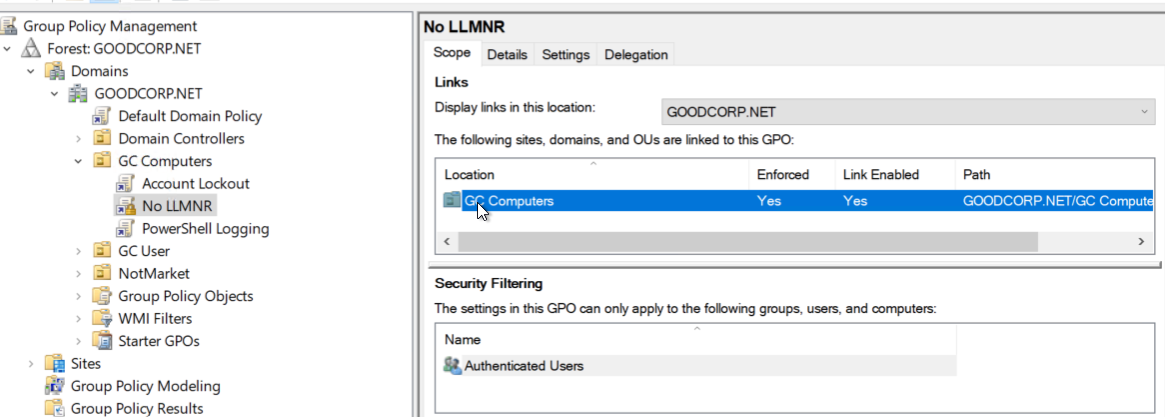 Group Policy Management
Forest: GOODCORP.NET
Domains
GOODCORP.NET
Default Domain Policy
Domain Controllers
GC Computers
Account Lockout
No LLMNR
PowerShell Logging
GC User
NotMarket
Group Policy Objects
WMI Filters
Starter GPOs
Sites
Group Policy Modeling
Group Policy Results
No LLMNR
Scope Details Settings Delegation
Links
Display links in this location: GOODCORP.NET
The following sites, domains, and OUs are linked to this GPO:
Location Enforced Link Enabled Path
GC Computers Yes Yes GOODCORP.NET/GC Compute
Security Filtering
The settings in this GPO can only apply to the following groups, users, and computers:
Name
Authenticated Users